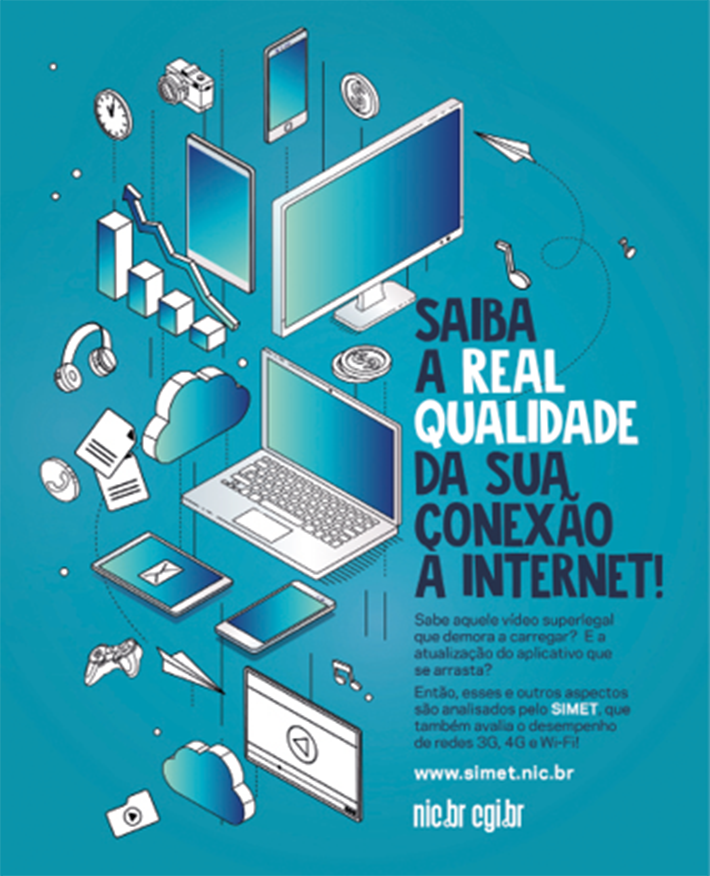 SAIBA
A REAL
QUALIDADE
DA SUA
CONEXÃO
À INTERNET!
Sabe aquele vídeo superlegal
que demora a carregar? E a
atualização do aplicativo que
se arrasta?
Então, esses e outros aspectos
são analisados pelo SIMET, que
também avalia o desempenho
de redes 3G, 4G e Wi-Fi!
www.simet.nic.br
nic.br cgi.br